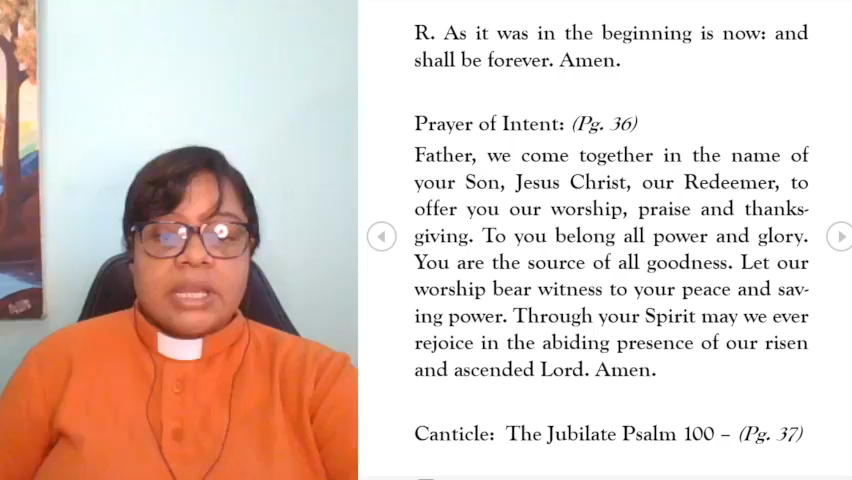 R. As it was in the beginning is now: and
shall be forever. Amen.
Prayer of Intent: (Pg. 36)
Father, we come together in the name of
your Son, Jesus Christ, our Redeemer, to
offer you our worship, praise and thanks-
giving. To you belong all power and glory.
You are the source of all goodness. Let our
worship bear witness to your peace and sav-
ing power. Through your Spirit may we ever
rejoice in the abiding presence of our risen
and ascended Lord. Amen.
Canticle: The Jubilate Psalm 100 – (Pg. 37)